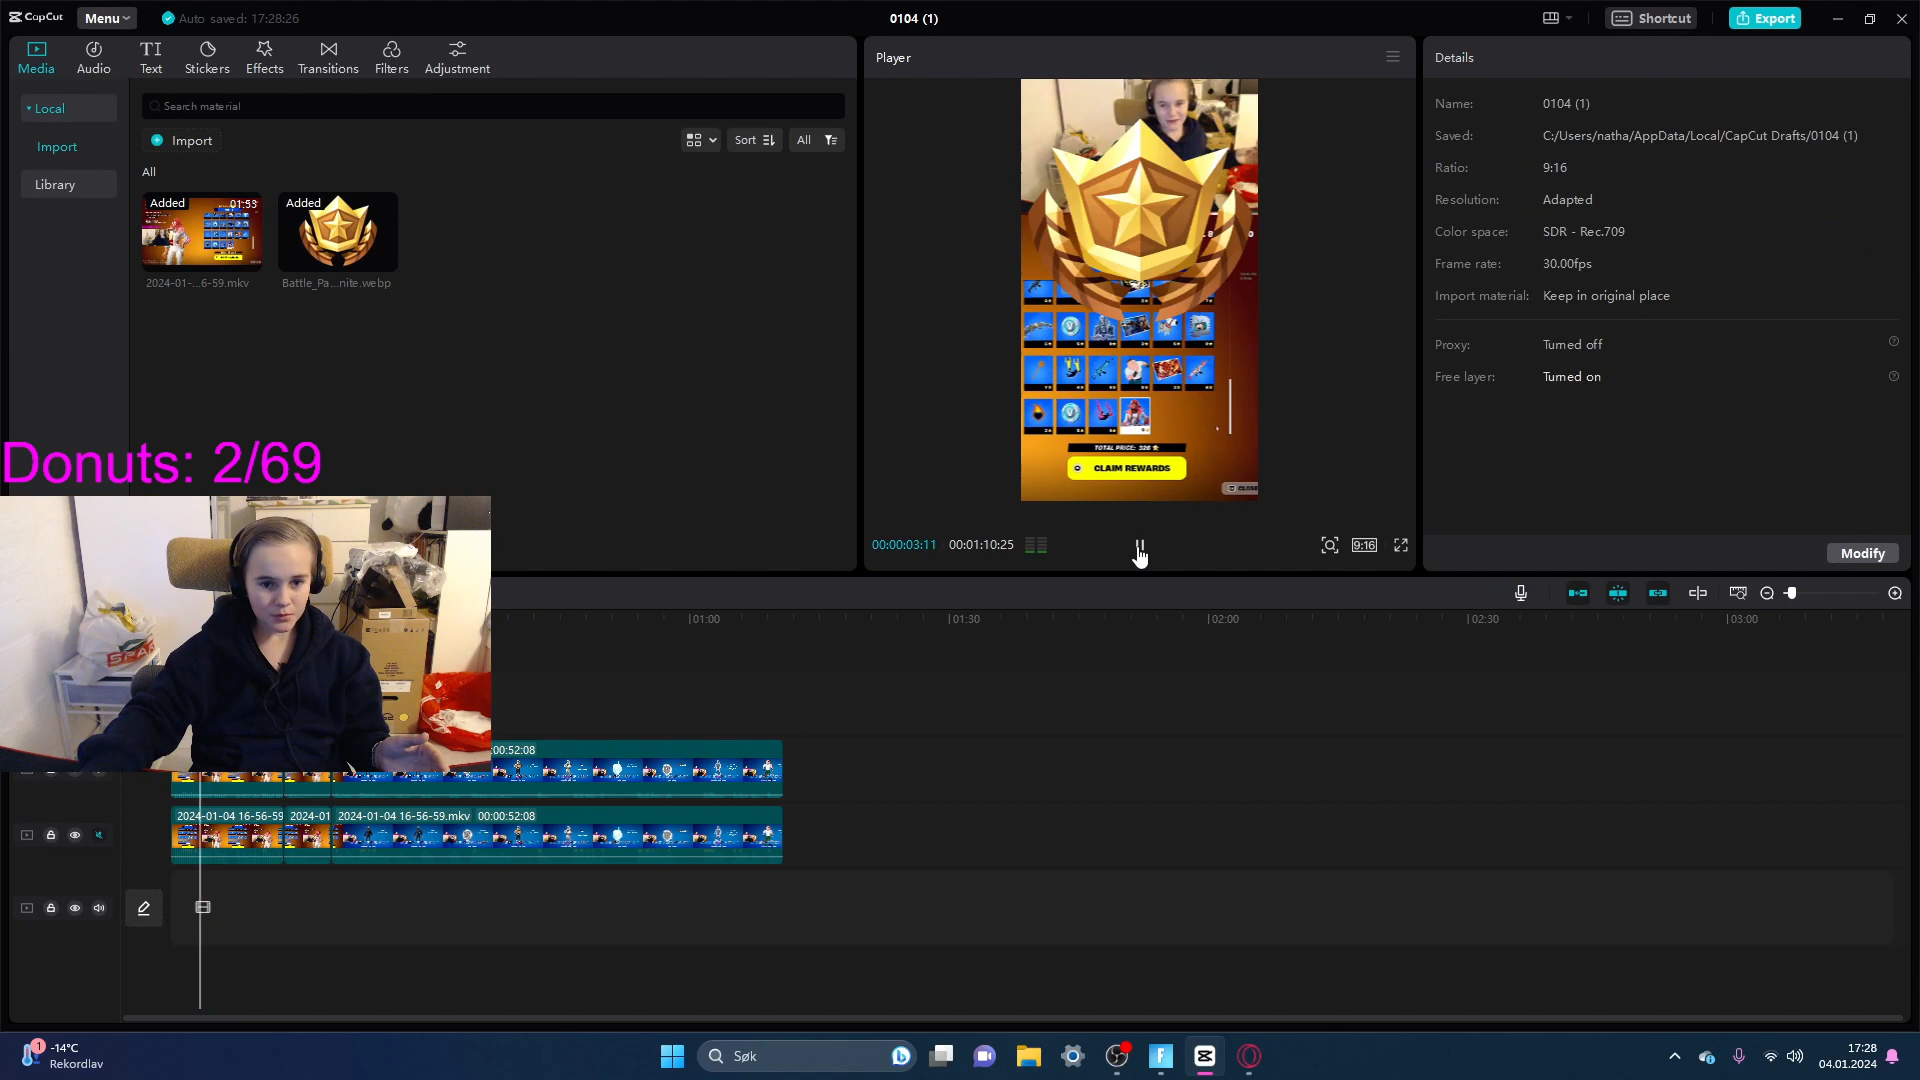 CapCut
Menu
Auto saved: 17:28:26
0104 (1)
Shortcut
Export
Media
Audio
TI
Text
Stickers
Effects
Transitions
Filters
Adjustment
Local
Import
Library
Search material
Import
Sort
All
All
Added
01:53
2024-01-...6-59.mkv
Added
Battle_Pa...nite.webp
Player
TOTAL PRICE: 326
CLAIM REWARDS
CLOSE
00:00:03:11
00:01:10:25
9:16
Details
Name:
0104 (1)
Saved:
C:/Users/natha/AppData/Local/CapCut Drafts/0104 (1)
Ratio:
9:16
Resolution:
Adapted
Color space:
SDR - Rec.709
Frame rate:
30.00fps
Import material:
Keep in original place
Proxy:
Turned off
Free layer:
Turned on
Modify
Donuts: 2/69
SPAR
01:00
01:30
02:00
02:30
03:00
:00:52:08
2024-01-04 16-56-59
2024-01
2024-01-04 16-56-59.mkv
00:00:52:08
1
-14°C
Rekordlav
Søk
17:28
04.01.2024